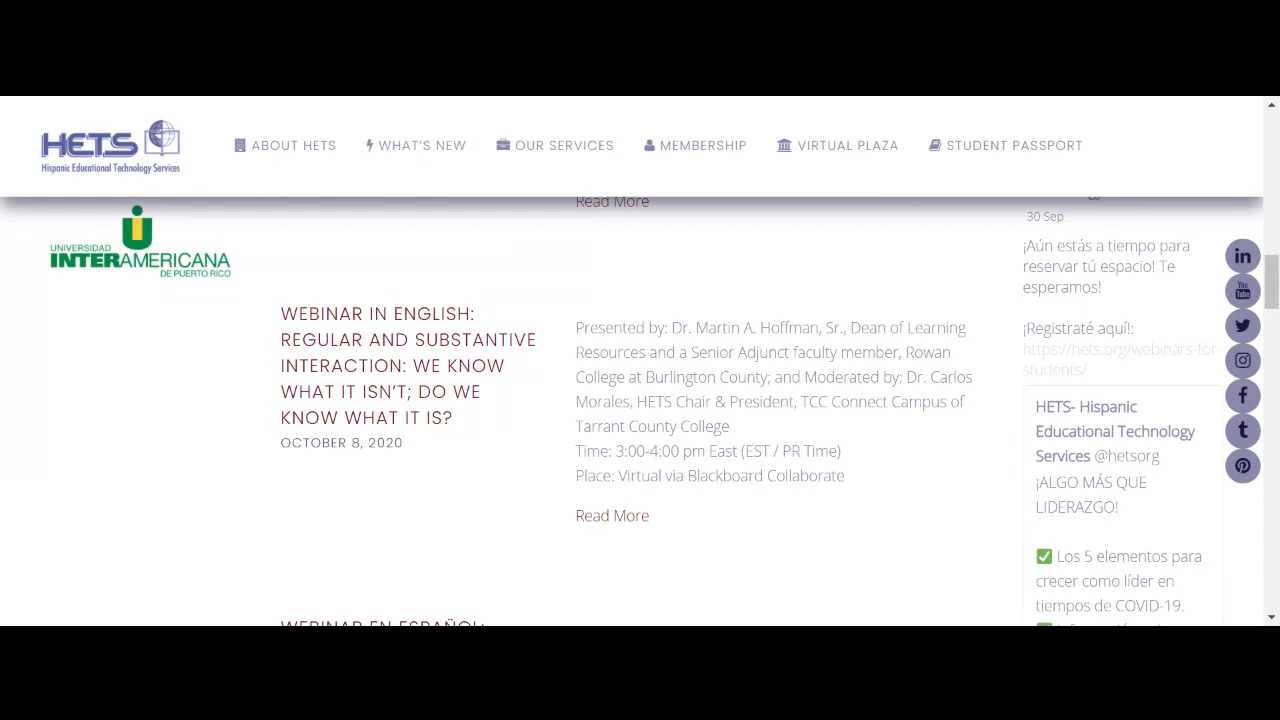 HETS
Hispanic Educational Technology Services
ABOUT HETS
WHAT'S NEW
OUR SERVICES
MEMBERSHIP
VIRTUAL PLAZA
STUDENT PASSPORT
UNIVERSIDAD
INTERAMERICANA
DE PUERTO RICO
WEBINAR IN ENGLISH:
REGULAR AND SUBSTANTIVE
INTERACTION: WE KNOW
WHAT IT ISN'T; DO WE
KNOW WHAT IT IS?
OCTOBER 8, 2020
WEBINAR EN ESPAÑOL:
Read More
Presented by: Dr. Martin A. Hoffman, Sr., Dean of Learning
Resources and a Senior Adjunct faculty member, Rowan
College at Burlington County; and Moderated by: Dr. Carlos
Morales, HETS Chair & President, TCC Connect Campus of
Tarrant County College
Time: 3:00-4:00 pm East (EST / PR Time)
Place: Virtual via Blackboard Collaborate
Read More
30 Sep
¡Aún estás a tiempo para
reservar tú espacio! Te
esperamos!
¡Registraté aquí!:
https://hets.org/webinars-for-
students/
HETS- Hispanic
Educational Technology
Services @hetsorg
¡ALGO MÁS QUE
LIDERAZGO!
✅ Los 5 elementos para
crecer como líder en
tiempos de COVID-19.
in
You Tube